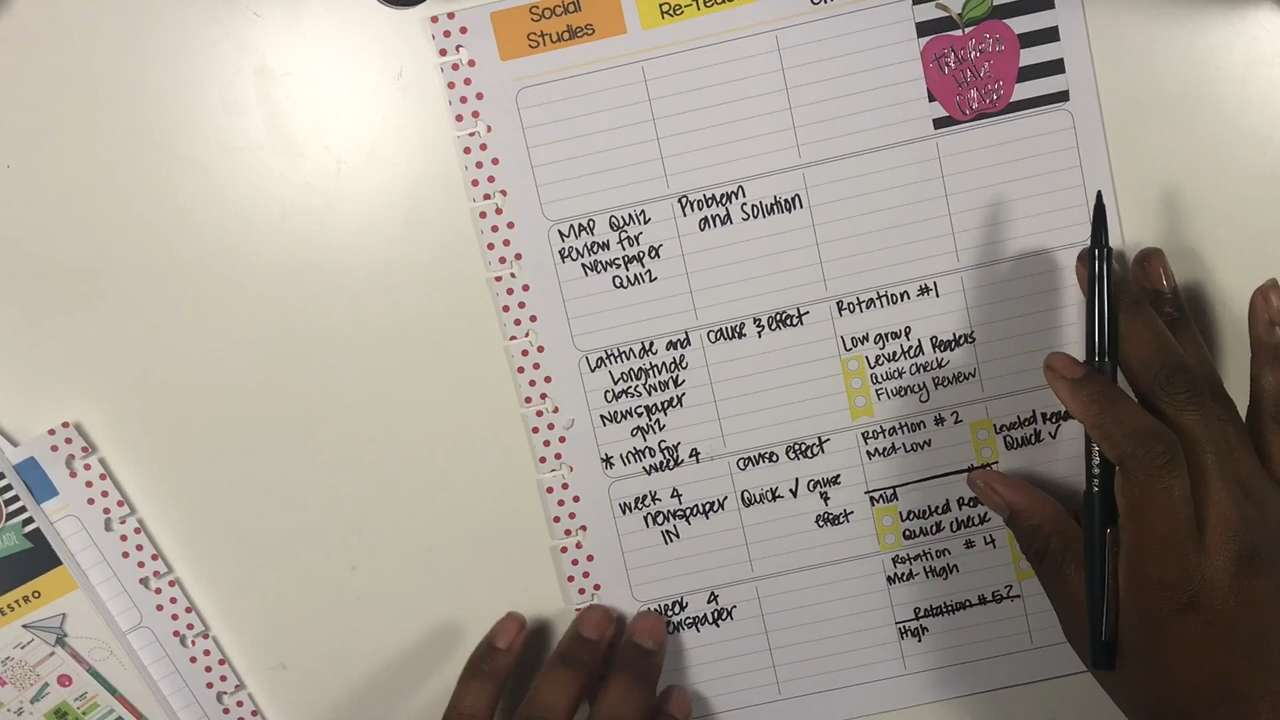 Social
Studies
Re-Tea
TEACHERS
HAVE
CLASS
MAP QUIZ
REVIEW for
Newspaper
QUIZ
Problem
and Solution
Latitude and
Longitude
classwork
Newspaper
quiz
* intro for
week 4
cause & effect
Rotation #1
Low group
Leveled Readers
Quick check
Fluency Review
week 4
newspaper
IN
cause effect
Quick ✓ cause
&
effect
Rotation # 2
Med-Low
Leveled Read
Quick ✓
Mid
Leveled Rea
Quick check
Week 4
newspaper
Rotation # 4
Med-High
Rotation #5?
High
ESTRO